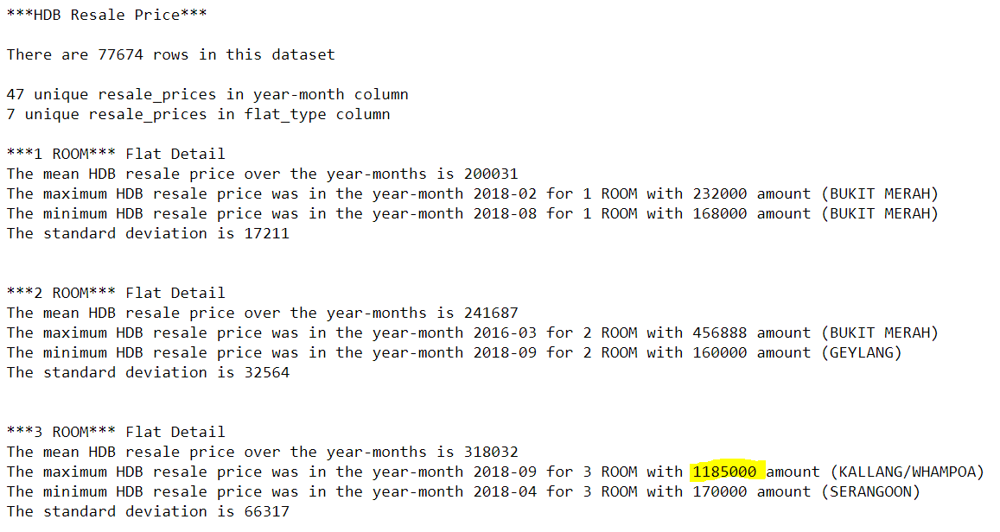 ***HDB Resale Price***
There are 77674 rows in this dataset
47 unique resale_prices in year-month column
7 unique resale_prices in flat_type column
***1 ROOM*** Flat Detail
The mean HDB resale price over the year-months is 200031
The maximum HDB resale price was in the year-month 2018-02 for 1 ROOM with 232000 amount (BUKIT MERAH)
The minimum HDB resale price was in the year-month 2018-08 for 1 ROOM with 168000 amount (BUKIT MERAH)
The standard deviation is 17211
***2 ROOM*** Flat Detail
The mean HDB resale price over the year-months is 241687
The maximum HDB resale price was in the year-month 2016-03 for 2 ROOM with 456888 amount (BUKIT MERAH)
The minimum HDB resale price was in the year-month 2018-09 for 2 ROOM with 160000 amount (GEYLANG)
The standard deviation is 32564
***3 ROOM*** Flat Detail
The mean HDB resale price over the year-months is 318032
The maximum HDB resale price was in the year-month 2018-09 for 3 ROOM with 1185000 amount (KALLANG/WHAMPOA)
The minimum HDB resale price was in the year-month 2018-04 for 3 ROOM with 170000 amount (SERANGOON)
The standard deviation is 66317